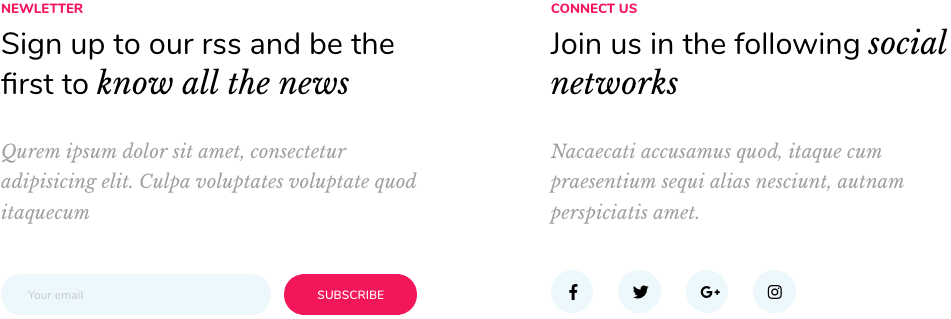 NEWLETTER
Sign up to our rss and be the
first to know all the news
Qurem ipsum dolor sit amet, consectetur
adipisicing elit. Culpa voluptates voluptate quod
itaquecum
Your email
SUBSCRIBE
CONNECT US
Join us in the following social
networks
Nacaecati accusamus quod, itaque cum
praesentium sequi alias nesciunt, autnam
perspiciatis amet.